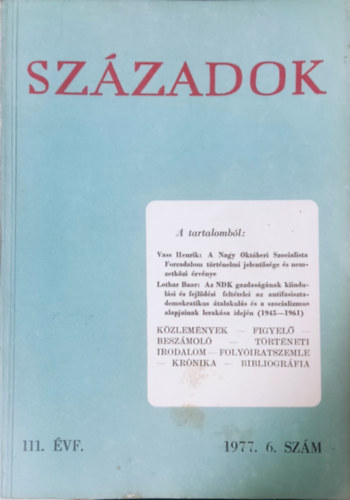 SZÁZADOK
A tartalomból:
Vass Henrik: A Nagy Októberi Szocialista
Forradalom történelmi jelentősége és nem-
zetközi érvénye
Lothar Baar: Az NDK gazdaságának kiindu-
lási és fejlődési feltételei az antifasiszta-
demokratikus átalakulás és a szocializmus
alapjainak lerakása idején (1945—1961)
KÖZLEMÉNYEK — FIGYELŐ —
BESZÁMOLÓ — TÖRTÉNETI
IRODALOM — FOLYÓIRATSZEMLE
— KRÓNIKA — BIBLIOGRÁFIA
111. ÉVF. 1977. 6. SZÁM